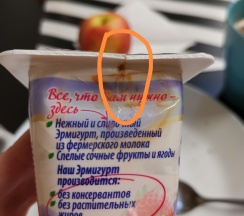 Все, что вам нужно -
здесь
Нежный и сливочный
Эрмигурт, произведенный
из фермерского молока
Спелые сочные фрукты и ягоды
Наш Эрмигурт
производится:
без консервантов
без растительных
жиров